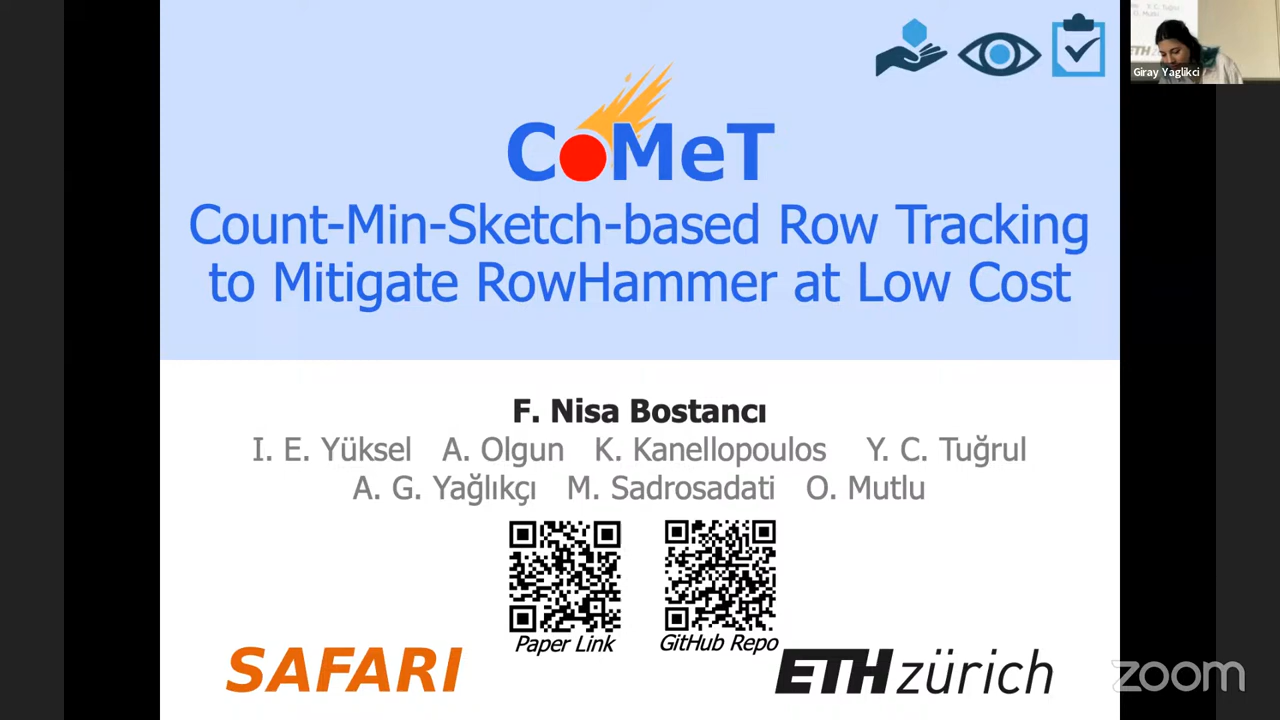 CoMeT
Count-Min-Sketch-based Row Tracking
to Mitigate RowHammer at Low Cost
F. Nisa Bostancı
I. E. Yüksel A. Olgun K. Kanellopoulos Y. C. Tuğrul
A. G. Yağlıkçı M. Sadrosadati O. Mutlu
Paper Link
GitHub Repo
SAFARI
ETH zürich
zoom
Giray Yaglikci